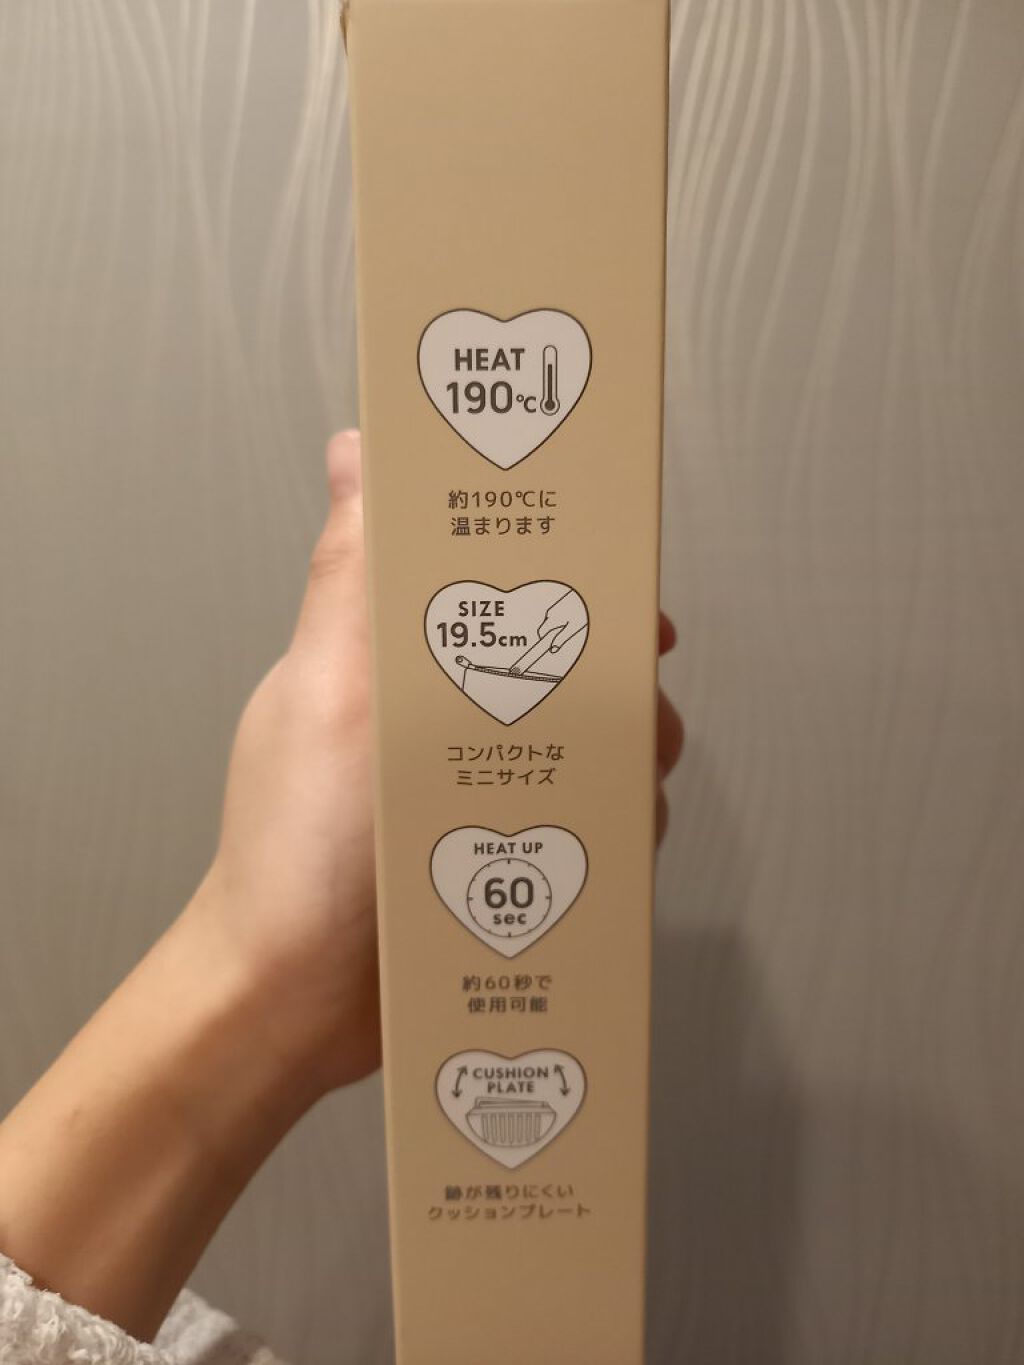 HEAT
190℃
約190℃に
温まります
SIZE
19.5cm
コンパクトな
ミニサイズ
HEAT UP
60
sec
約60秒で
使用可能
CUSHION
PLATE
跡が残りにくい
クッションプレート